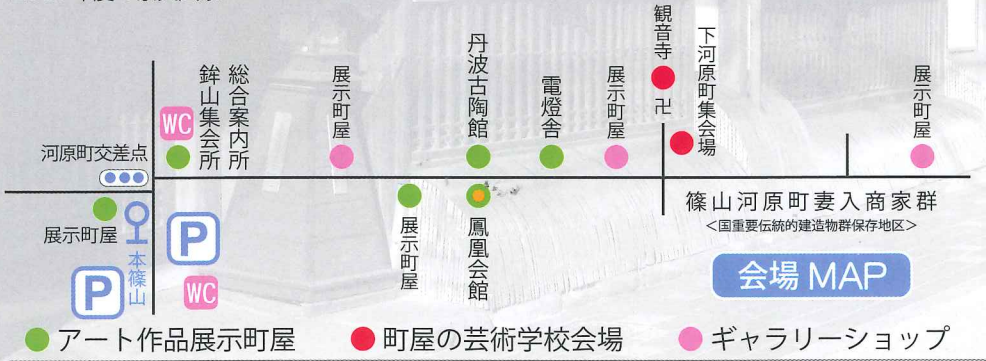 観音寺
卍
下河原町集会場
丹波古陶館
電燈舎
展示町屋
展示町屋
展示町屋
総合案内所
鉾山集会所
WC
河原町交差点
展示町屋
本篠山
P
P
WC
展示町屋
鳳凰会館
篠山河原町妻入商家群
<国重要伝統的建造物群保存地区>
会場 MAP
アート作品展示町屋
町屋の芸術学校会場
ギャラリーショップ